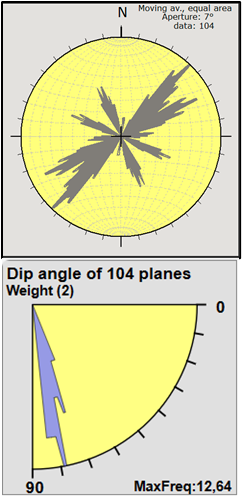 N
Moving av., equal area
Aperture: 7°
data: 104
Dip angle of 104 planes
Weight (2)
0
90
MaxFreq:12,64